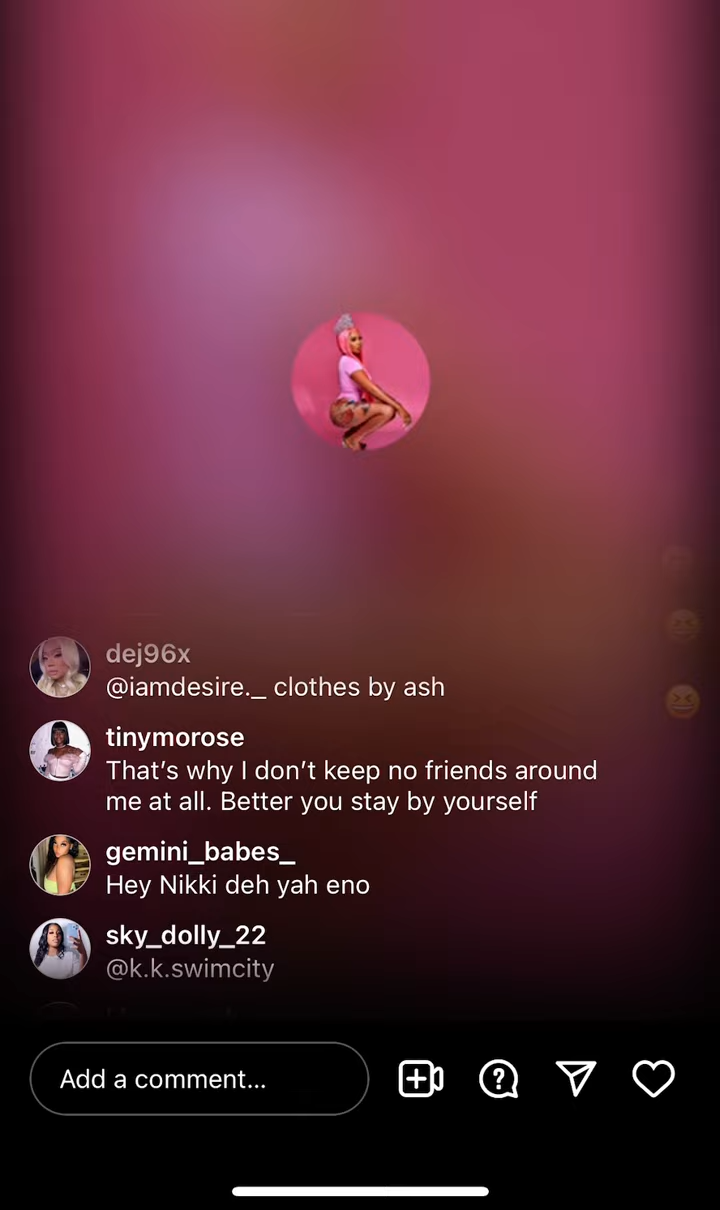 dej96x
@iamdesire._ clothes by ash
tinymorose
That’s why I don’t keep no friends around
me at all. Better you stay by yourself
gemini_babes_
Hey Nikki deh yah eno
sky_dolly_22
@k.k.swimcity
Add a comment...